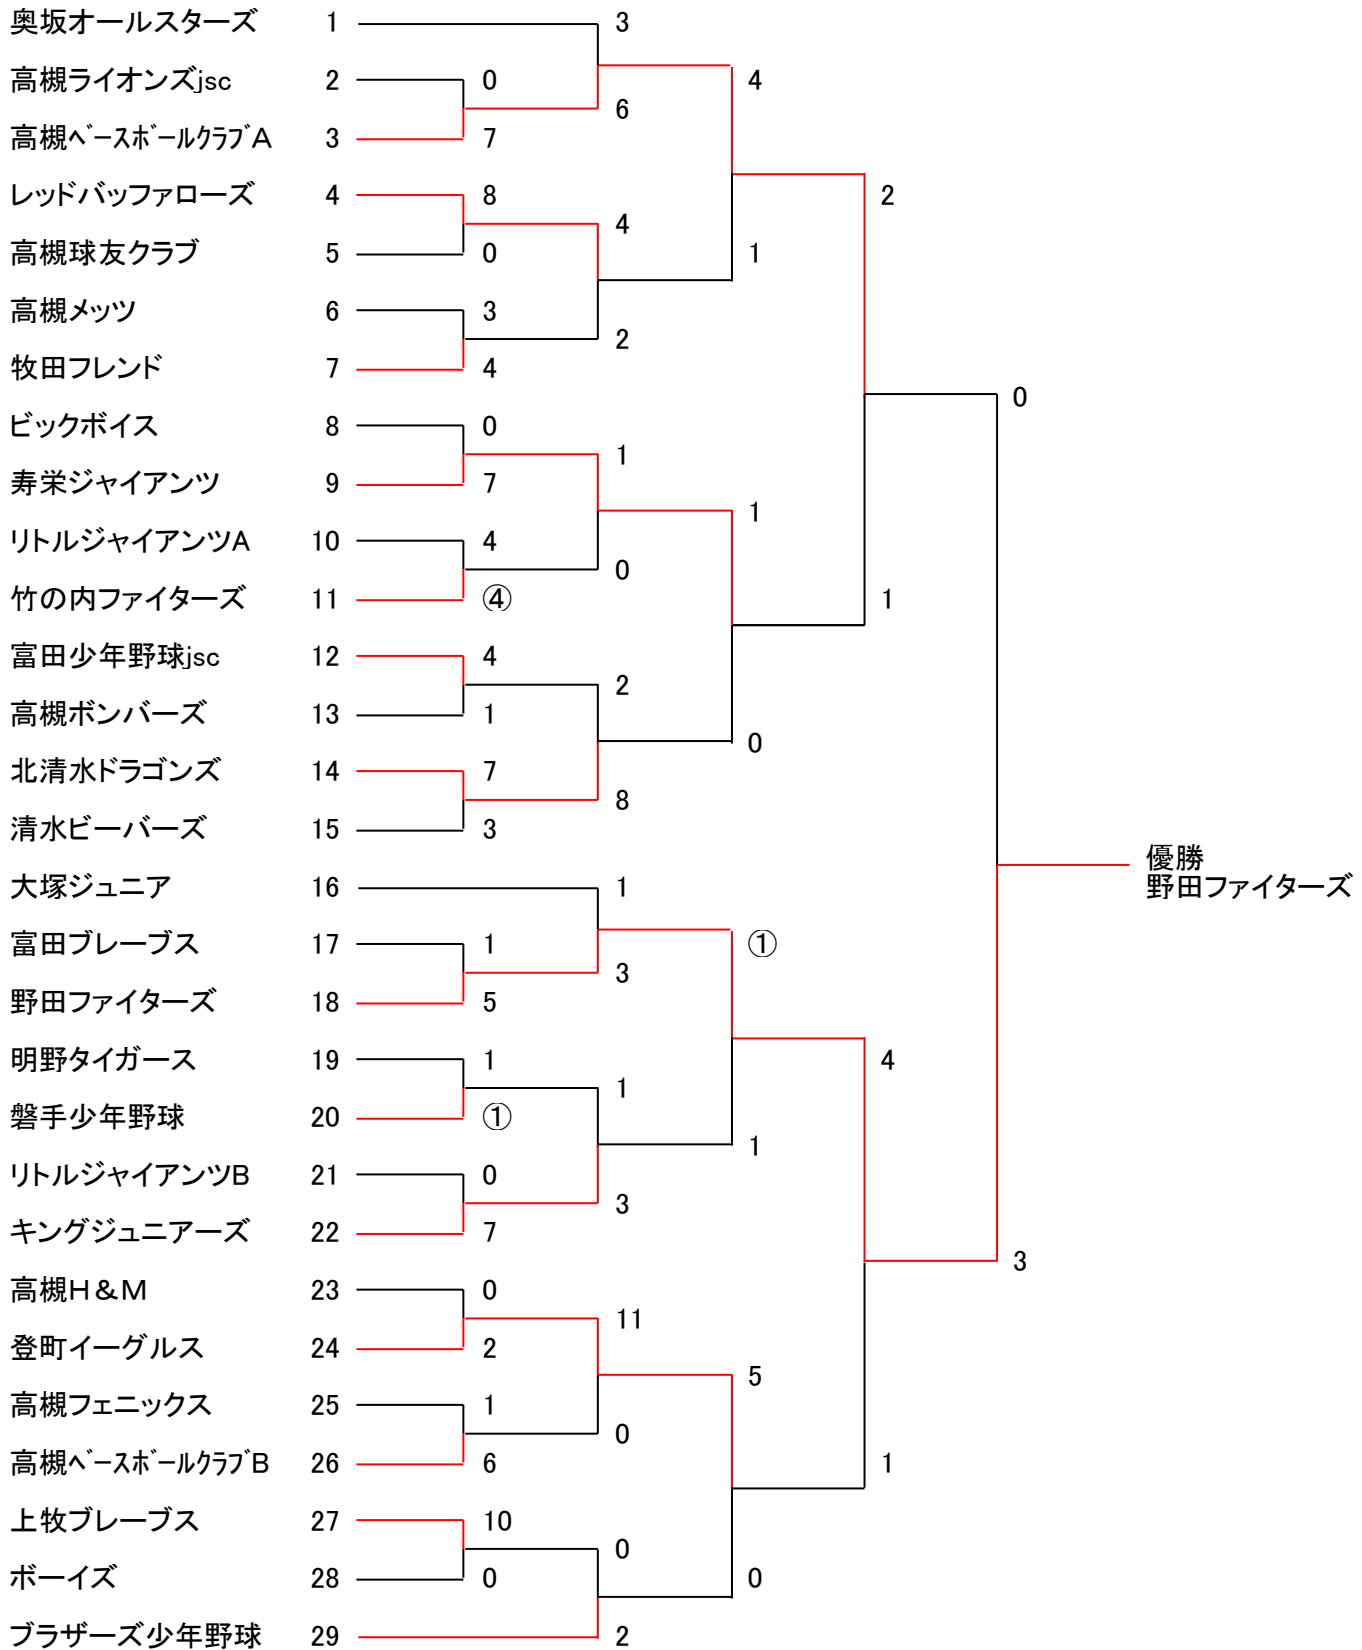 奥坂オールスターズ 1 3
高槻ライオンズjsc 2 0 4
高槻ﾍﾞｰｽﾎﾞｰﾙｸﾗﾌﾞA 3 7 6
レッドバッファローズ 4 8 4 2
高槻球友クラブ 5 0 1
高槻メッツ 6 3 2
牧田フレンド 7 4
ビックボイス 8 0 1 0
寿栄ジャイアンツ 9 7 1
リトルジャイアンツA 10 4 0
竹の内ファイターズ 11 ④ 1
富田少年野球jsc 12 4 2
高槻ボンバーズ 13 1 0
北清水ドラゴンズ 14 7 8
清水ビーバーズ 15 3
優勝
野田ファイターズ
大塚ジュニア 16 1
富田ブレーブス 17 1 3 ①
野田ファイターズ 18 5
明野タイガース 19 1 1 4
磐手少年野球 20 ① 1
リトルジャイアンツB 21 0 3
キングジュニアーズ 22 7 3
高槻H＆M 23 0 11
登町イーグルス 24 2 5
高槻フェニックス 25 1 0
高槻ﾍﾞｰｽﾎﾞｰﾙｸﾗﾌﾞB 26 6 1
上牧ブレーブス 27 10 0
ボーイズ 28 0 0
ブラザーズ少年野球 29 2